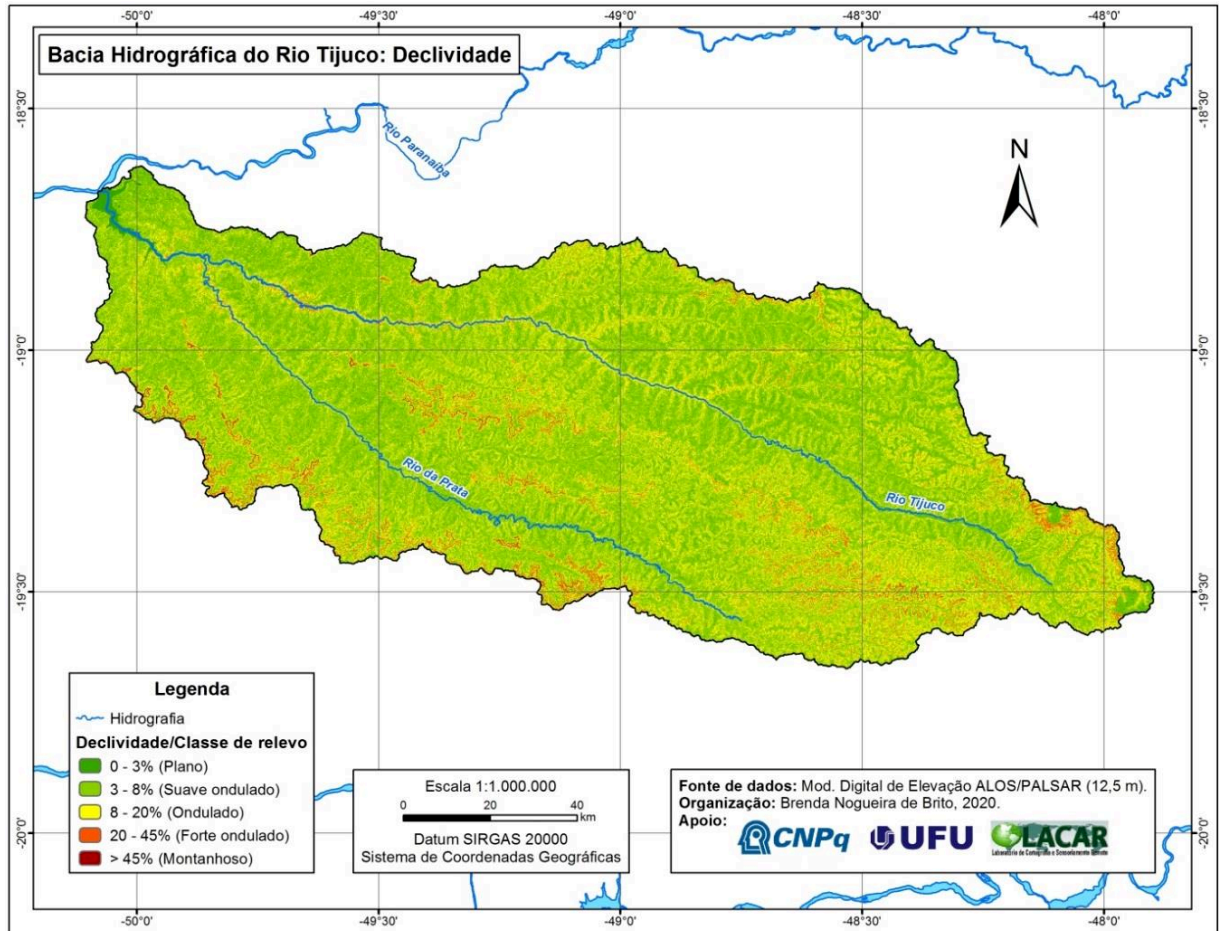 -50°0' -49°30' -49°0' -48°30' -48°0'
Bacia Hidrográfica do Rio Tijuco: Declividade
-18°30' -18°30'
Rio Paranaíba
N
-19°0' -19°0'
Rio da Prata
Rio Tijuco
-19°30' -19°30'
Legenda
Hidrografia
Declividade/Classe de relevo
0 - 3% (Plano)
3 - 8% (Suave ondulado)
8 - 20% (Ondulado)
20 - 45% (Forte ondulado)
> 45% (Montanhoso)
Escala 1:1.000.000
0 20 40
km
Datum SIRGAS 20000
Sistema de Coordenadas Geográficas
Fonte de dados: Mod. Digital de Elevação ALOS/PALSAR (12,5 m).
Organização: Brenda Nogueira de Brito, 2020.
Apoio:
CNPq UFU LACAR
Laboratório de Cartografia e Sensoriamento Remoto
-20°0' -20°0'
-50°0' -49°30' -49°0' -48°30' -48°0'